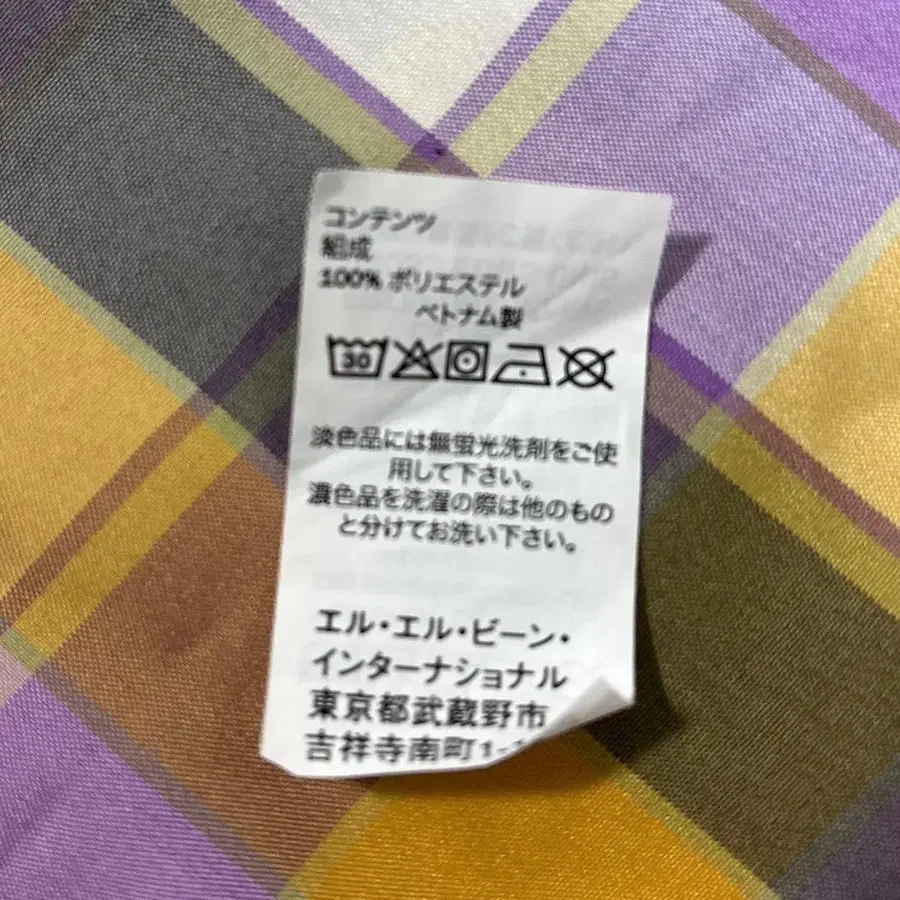 コンテンツ
組成
100% ポリエステル
ベトナム製
30
淡色品には無蛍光洗剤をご使
用して下さい。
濃色品を洗濯の際は他のもの
と分けてお洗い下さい。
エル・エル・ビーン・
インターナショナル
東京都武蔵野市
吉祥寺南町1-